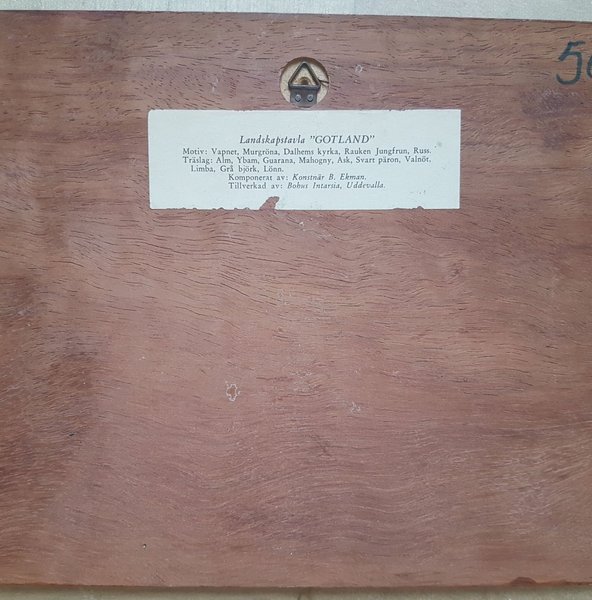 Landskapstavla "GOTLAND"
Motiv: Vapnet, Murgröna, Dalhems kyrka, Rauken Jungfrun, Russ.
Träslag: Alm, Ybam, Guarana, Mahogny, Ask, Svart päron, Valnöt.
Limba, Grå björk, Lönn.
Komponerat av: Konstnär B. Ekman.
Tillverkad av: Bohus Intarsia, Uddevalla.